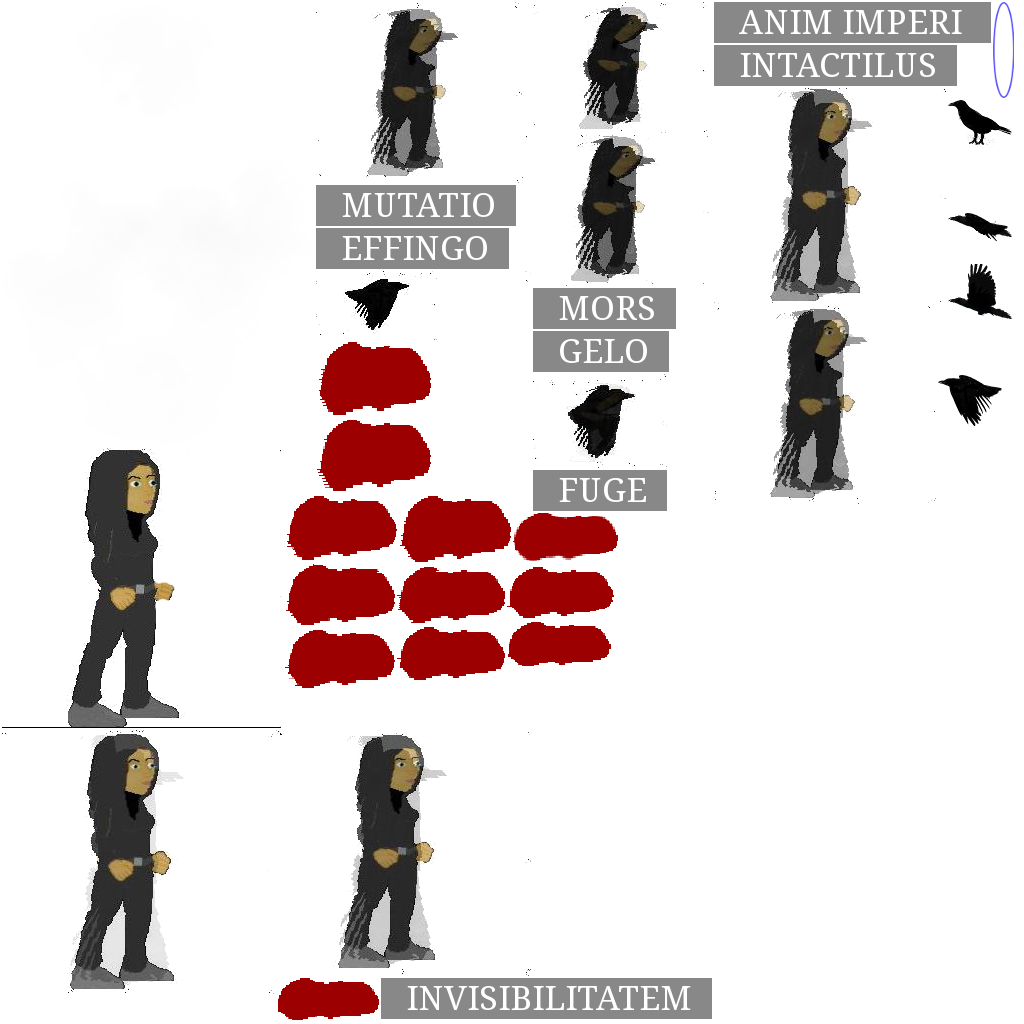 ANIM IMPERI
INTACTILUS
MUTATIO
EFFINGO
MORS
GELO
FUGE
INVISIBILITATEM